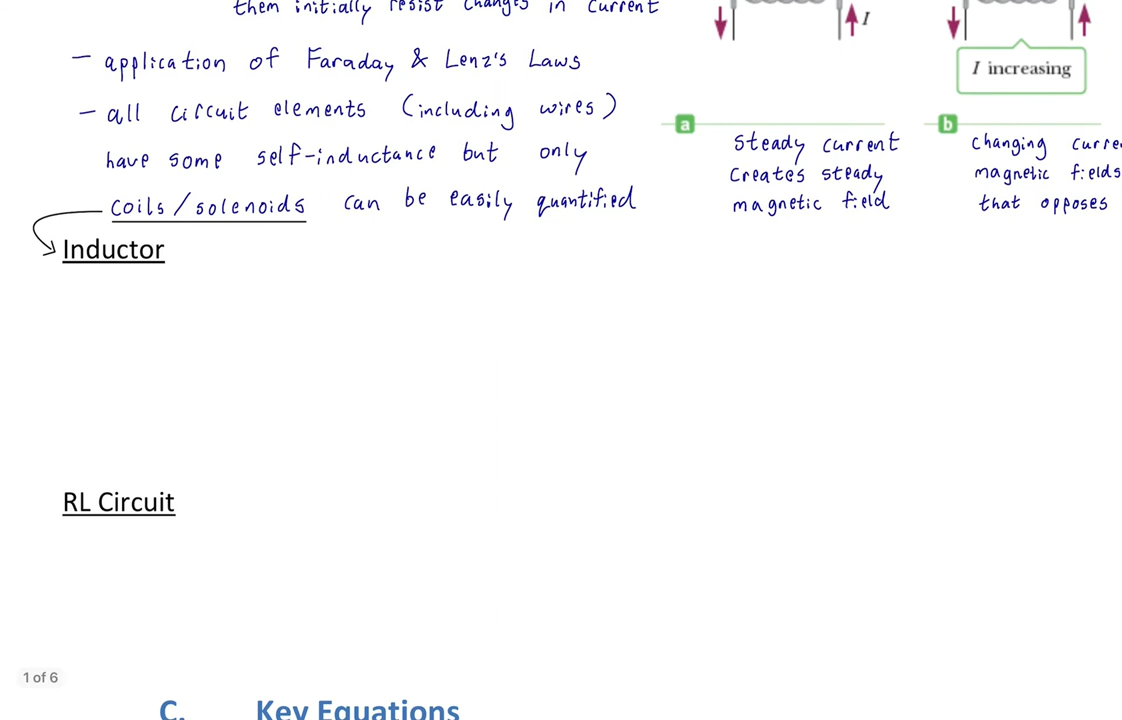 them initially resist changes in current
– application of Faraday & Lenz's Laws
– all circuit elements (including wires)
have some self-inductance but only
coils/solenoids can be easily quantified
Inductor
I
I increasing
a
b
Steady current
creates steady
magnetic field
changing
magnetic fields
that opposes
RL Circuit
1 of 6
C. Key Equations